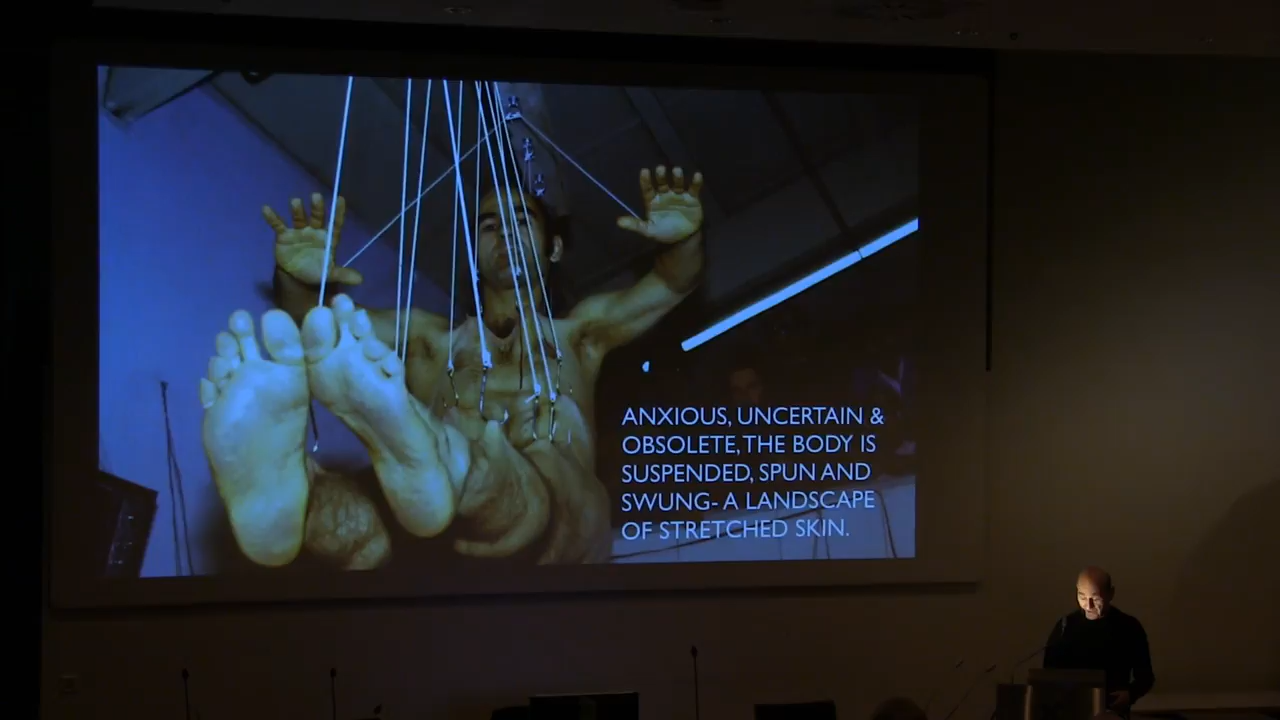 ANXIOUS, UNCERTAIN &
OBSOLETE, THE BODY IS
SUSPENDED, SPUN AND
SWUNG- A LANDSCAPE
OF STRETCHED SKIN.